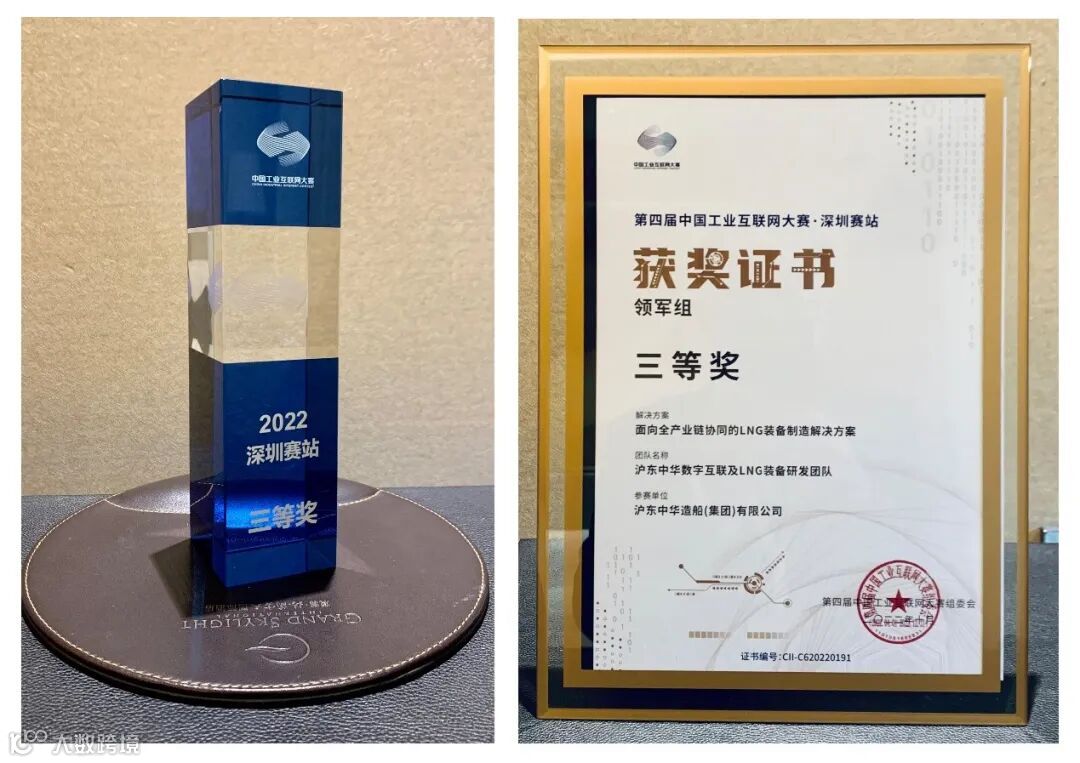 中国工业互联网大赛
2022
深圳赛站
三等奖
GRAND SKYLIGHT
INTERNATIONAL
中国工业互联网大赛
第四届中国工业互联网大赛·深圳赛站
获奖证书
领军组
三等奖
解决方案
面向全产业链协同的LNG装备制造解决方案
团队名称
沪东中华数字互联及LNG装备研发团队
参赛单位
沪东中华造船(集团)有限公司
第四届中国工业互联网大赛组委会
证书编号:CII-C620220191
大数跨境